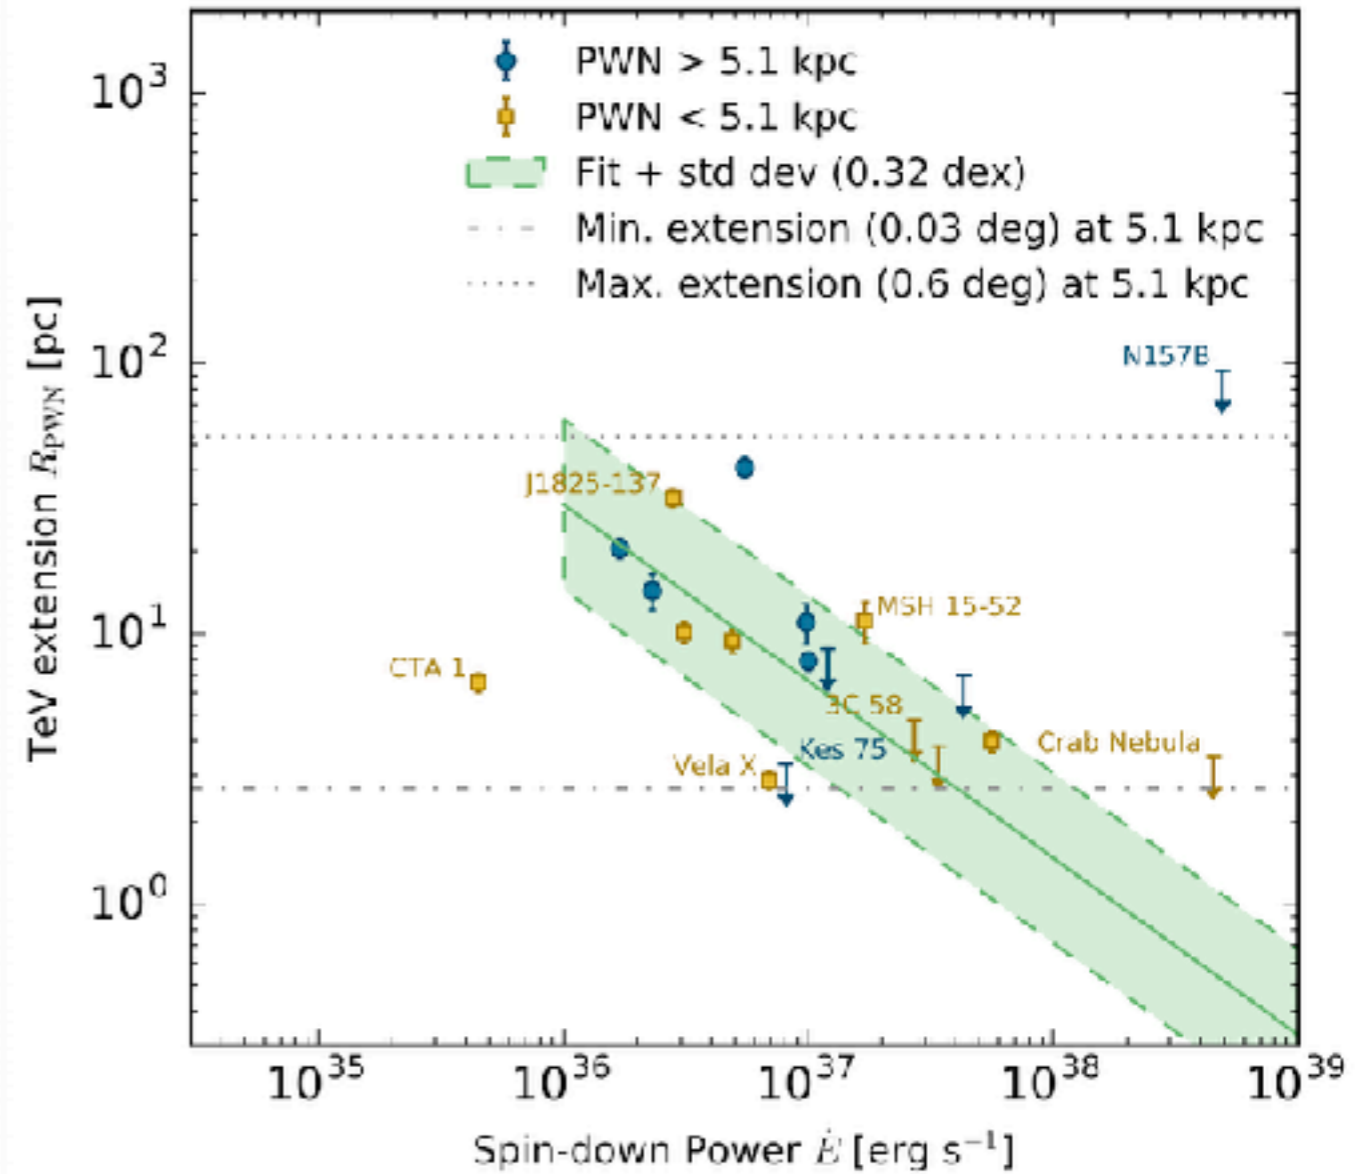 PWN > 5.1 kpc
PWN < 5.1 kpc
Fit + std dev (0.32 dex)
Min. extension (0.03 deg) at 5.1 kpc
Max. extension (0.6 deg) at 5.1 kpc
10³
10²
10¹
10⁰
TeV extension R_PWN [pc]
N157B
J1825-137
MSH 15-52
CTA 1
3C 58
Kes 75
Crab Nebula
Vela X
10³⁵ 10³⁶ 10³⁷ 10³⁸ 10³⁹
Spin-down Power Ė [erg s⁻¹]